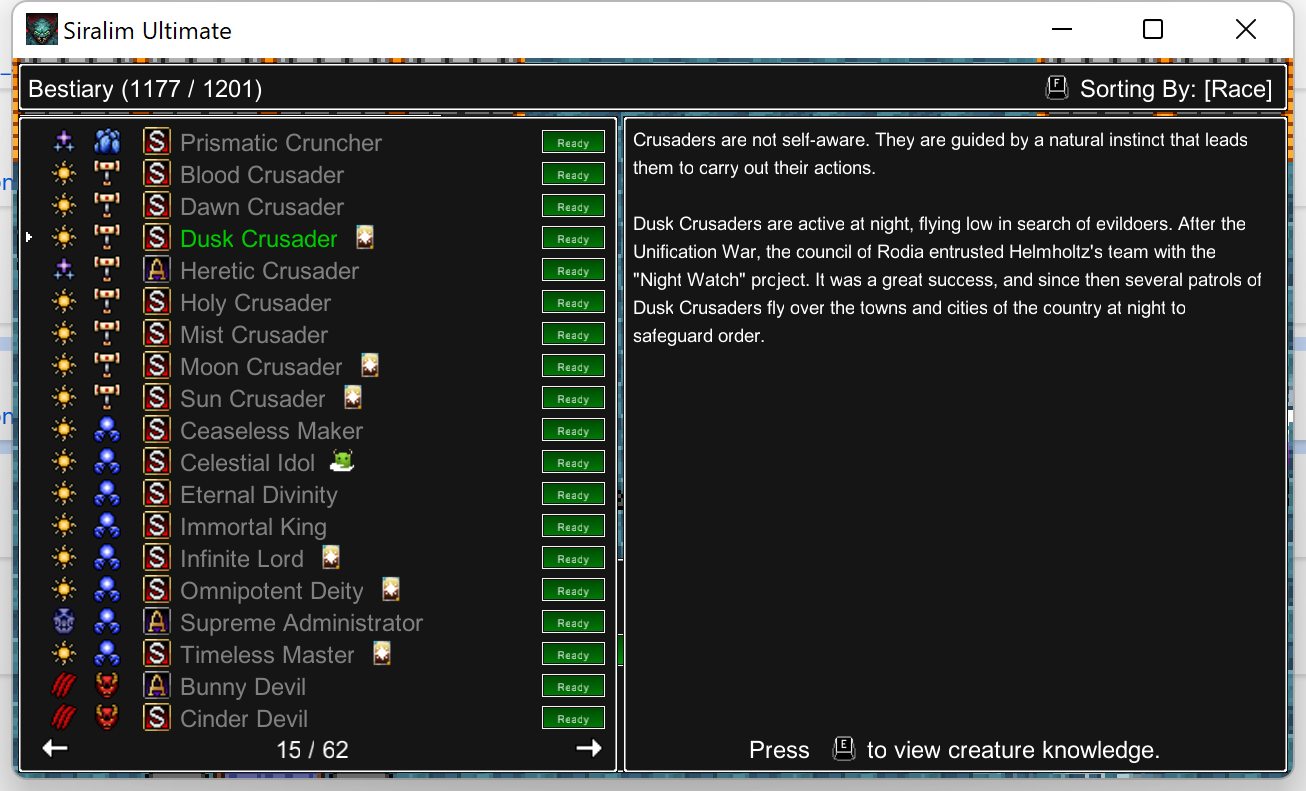 Siralim Ultimate
Bestiary (1177 / 1201)
F Sorting By: [Race]
S Prismatic Cruncher Ready
S Blood Crusader Ready
S Dawn Crusader Ready
S Dusk Crusader Ready
A Heretic Crusader Ready
S Holy Crusader Ready
S Mist Crusader Ready
S Moon Crusader Ready
S Sun Crusader Ready
S Ceaseless Maker Ready
S Celestial Idol Ready
S Eternal Divinity Ready
S Immortal King Ready
S Infinite Lord Ready
S Omnipotent Deity Ready
A Supreme Administrator Ready
S Timeless Master Ready
A Bunny Devil Ready
S Cinder Devil Ready
15 / 62
Crusaders are not self-aware. They are guided by a natural instinct that leads
them to carry out their actions.
Dusk Crusaders are active at night, flying low in search of evildoers. After the
Unification War, the council of Rodia entrusted Helmholtz's team with the
"Night Watch" project. It was a great success, and since then several patrols of
Dusk Crusaders fly over the towns and cities of the country at night to
safeguard order.
Press E to view creature knowledge.